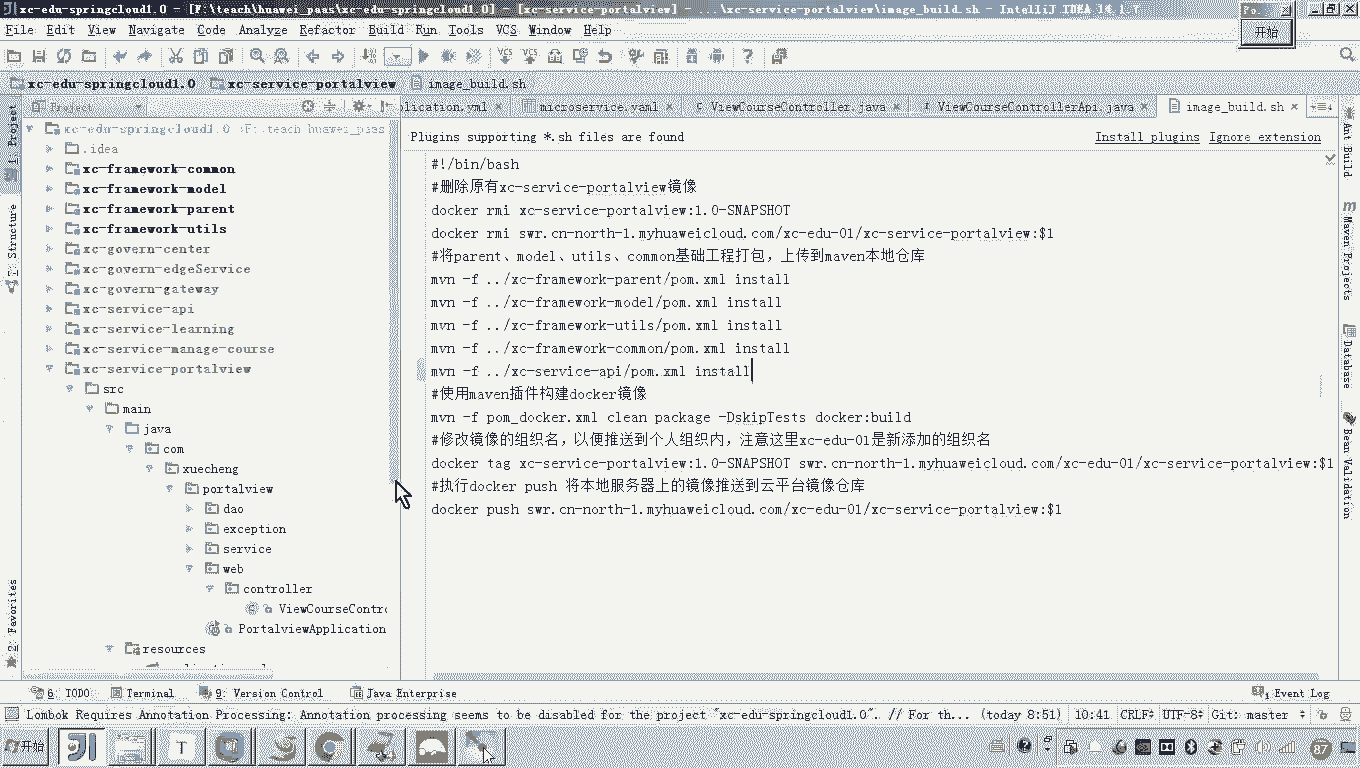 xc-edu-springcloud1.0 - [F:\teach\huawei_paas\xc-edu-springcloud1.0] - [xc-service-portalview] - ...\xc-service-portalview\image_build.sh - IntelliJ IDEA 14.1.7
File Edit View Navigate Code Analyze Refactor Build Run Tools VCS Window Help
开始
xc-edu-springcloud1.0
xc-service-portalview
image_build.sh
Project
plication.yml
microservice.yaml
ViewCourseController.java
ViewCourseControllerApi.java
image_build.sh
1: Project
7: Structure
2: Favorites
xc-edu-springcloud1.0 (F:\teach\huawei_paas
.idea
xc-framework-common
xc-framework-model
xc-framework-parent
xc-framework-utils
xc-govern-center
xc-govern-edgeService
xc-govern-gateway
xc-service-api
xc-service-learning
xc-service-manage-course
xc-service-portalview
src
main
java
com
xuecheng
portalview
dao
exception
service
web
controller
ViewCourseContro
PortalviewApplication
resources
Plugins supporting *.sh files are found
Install plugins Ignore extension
#!/bin/bash
#删除原有xc-service-portalview镜像
docker rmi xc-service-portalview:1.0-SNAPSHOT
docker rmi swr.cn-north-1.myhuaweicloud.com/xc-edu-01/xc-service-portalview:$1
#将parent、model、utils、common基础工程打包，上传到maven本地仓库
mvn -f ../xc-framework-parent/pom.xml install
mvn -f ../xc-framework-model/pom.xml install
mvn -f ../xc-framework-utils/pom.xml install
mvn -f ../xc-framework-common/pom.xml install
mvn -f ../xc-service-api/pom.xml install
#使用maven插件构建docker镜像
mvn -f pom_docker.xml clean package -DskipTests docker:build
#修改镜像的组织名，以便推送到个人组织内，注意这里xc-edu-01是新添加的组织名
docker tag xc-service-portalview:1.0-SNAPSHOT swr.cn-north-1.myhuaweicloud.com/xc-edu-01/xc-service-portalview:$1
#执行docker push 将本地服务器上的镜像推送到云平台镜像仓库
docker push swr.cn-north-1.myhuaweicloud.com/xc-edu-01/xc-service-portalview:$1
Ant Build
Maven Projects
Database
Bean Validation
6: TODO
Terminal
9: Version Control
Java Enterprise
1 Event Log
Lombok Requires Annotation Processing: Annotation processing seems to be disabled for the project "xc-edu-springcloud1.0". // For th... (today 8:51)
10:41 CRLF UTF-8 Git: master
开始
T
87